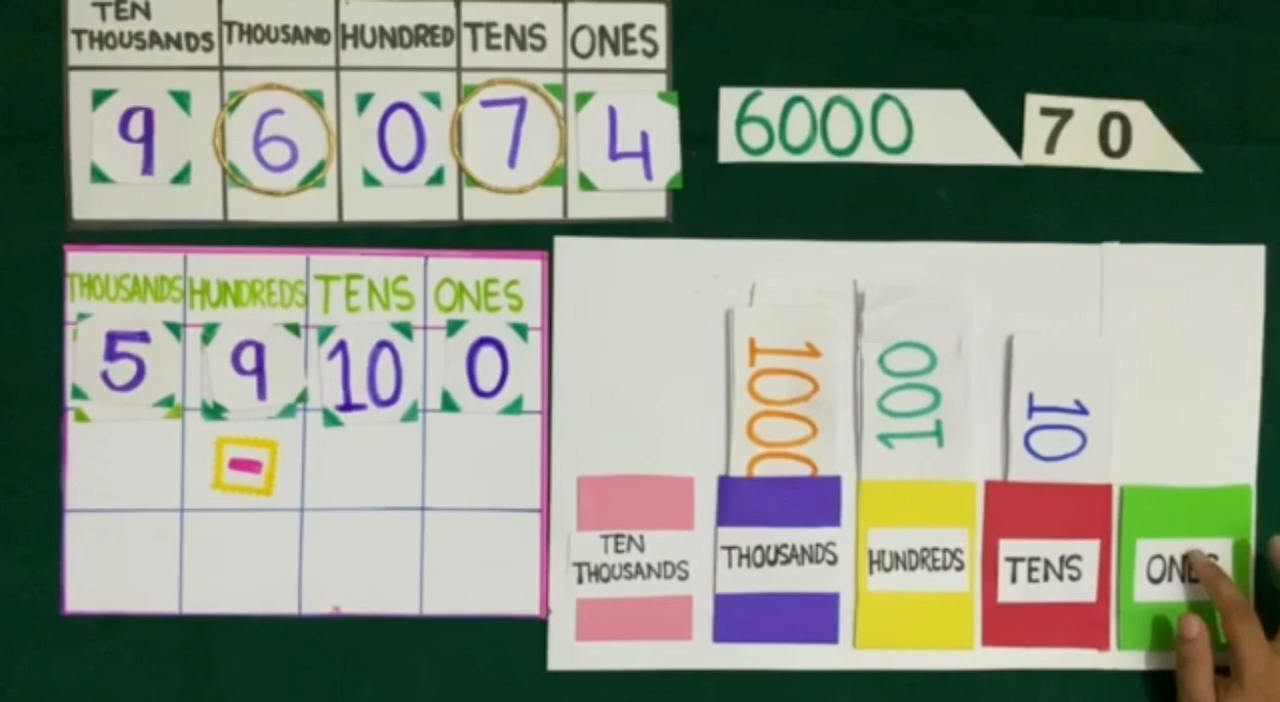 TEN THOUSANDS THOUSAND HUNDRED TENS ONES
9 6 0 7 4
6000 70
THOUSANDS HUNDREDS TENS ONES
5 9 10 0
-
1000 100 10
TEN THOUSANDS THOUSANDS HUNDREDS TENS ONES